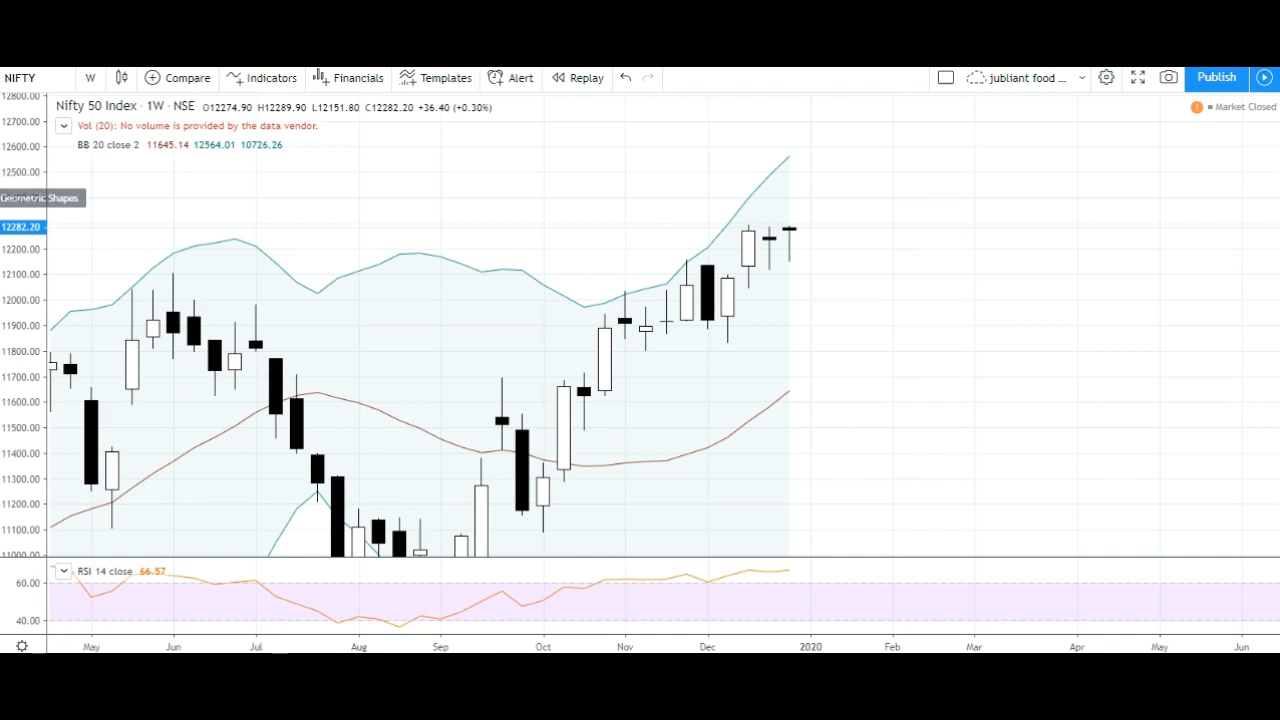 NIFTY W Compare Indicators Financials Templates Alert Replay jubliant food ... Publish
Nifty 50 Index · 1W · NSE O12274.90 H12289.90 L12151.80 C12282.20 +36.40 (+0.30%)
Market Closed
Vol (20): No volume is provided by the data vendor.
BB 20 close 2 11645.14 12564.01 10726.26
12800.00
12700.00
12600.00
12500.00
Geometric Shapes
12282.20
12200.00
12100.00
12000.00
11900.00
11800.00
11700.00
11600.00
11500.00
11400.00
11300.00
11200.00
11100.00
11000.00
RSI 14 close 66.57
60.00
40.00
May Jun Jul Aug Sep Oct Nov Dec 2020 Feb Mar Apr May Jun